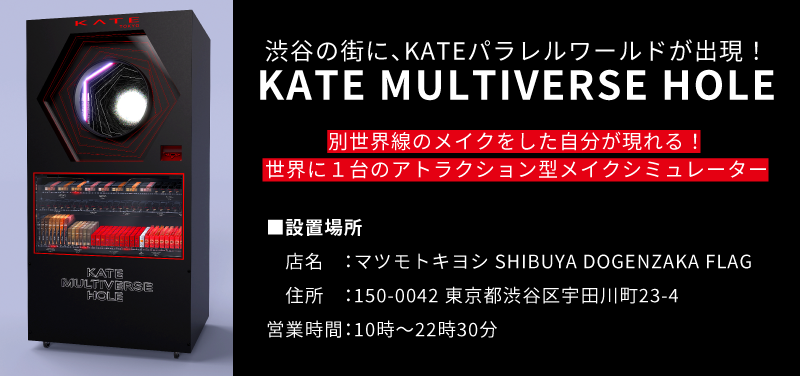 KATE
KATE
MULTIVERSE
HOLE
渋谷の街に、KATEパラレルワールドが出現！
KATE MULTIVERSE HOLE
別世界線のメイクをした自分が現れる！
世界に１台のアトラクション型メイクシミュレーター
■設置場所
店名　：マツモトキヨシ SHIBUYA DOGENZAKA FLAG
住所　：150-0042 東京都渋谷区宇田川町23-4
営業時間：10時～22時30分